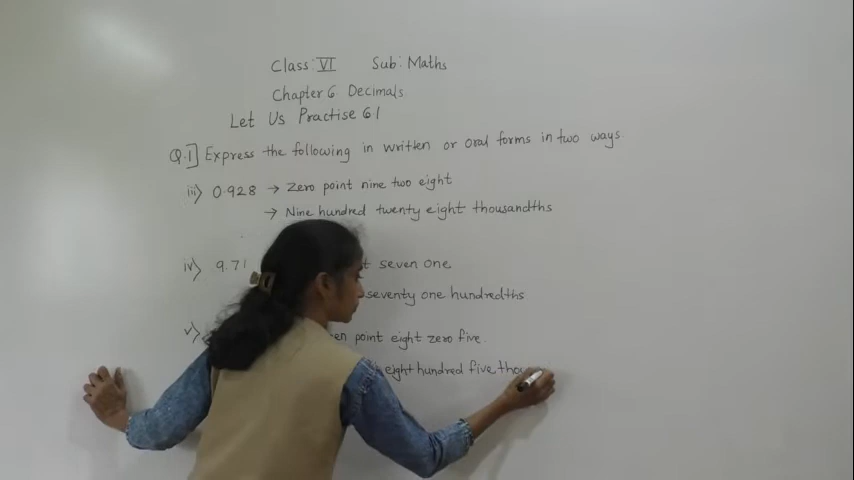 Class: VI Sub: Maths
Chapter 6. Decimals
Let Us Practise 6.1
Q.1] Express the following in written or oral forms in two ways.
iii) 0.928 → Zero point nine two eight
→ Nine hundred twenty eight thousandths
iv) 9.71 seven one
seventy one hundredths
v) point eight zero five.
eight hundred five thou